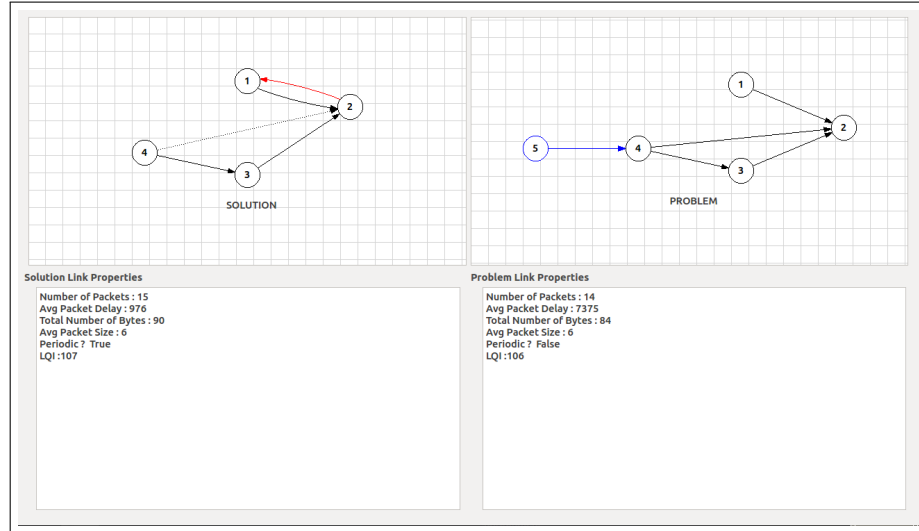 1
2
4
3
SOLUTION
1
2
5
4
3
PROBLEM
Solution Link Properties
Number of Packets : 15
Avg Packet Delay : 976
Total Number of Bytes : 90
Avg Packet Size : 6
Periodic ? True
LQI :107
Problem Link Properties
Number of Packets : 14
Avg Packet Delay : 7375
Total Number of Bytes : 84
Avg Packet Size : 6
Periodic ? False
LQI :106